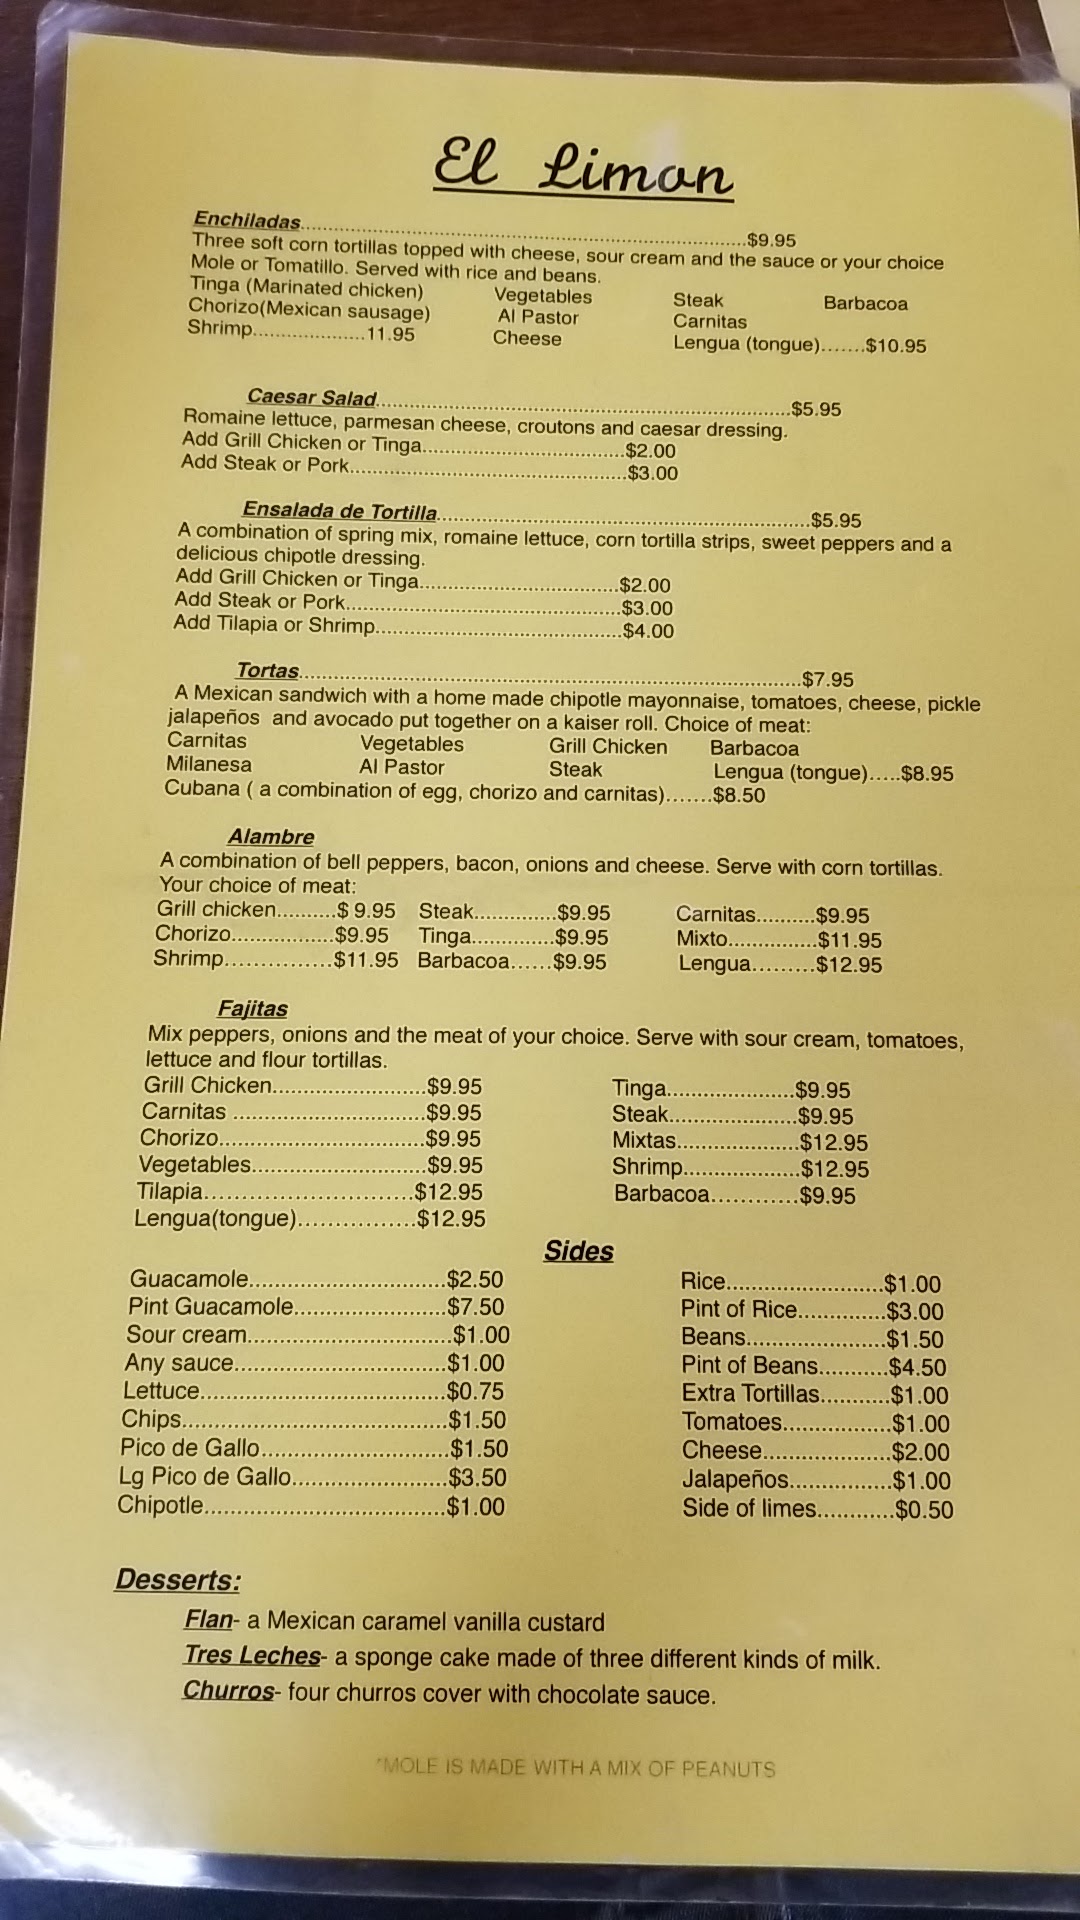 El Limon
Enchiladas..............................$9.95
Three soft corn tortillas topped with cheese, sour cream and the sauce or your choice
Mole or Tomatillo. Served with rice and beans.
Tinga (Marinated chicken) Vegetables Steak Barbacoa
Chorizo(Mexican sausage) Al Pastor Carnitas
Shrimp....................11.95 Cheese Lengua (tongue).......$10.95
Caesar Salad..............................$5.95
Romaine lettuce, parmesan cheese, croutons and caesar dressing.
Add Grill Chicken or Tinga..............................$2.00
Add Steak or Pork..............................$3.00
Ensalada de Tortilla..............................$5.95
A combination of spring mix, romaine lettuce, corn tortilla strips, sweet peppers and a
delicious chipotle dressing.
Add Grill Chicken or Tinga..............................$2.00
Add Steak or Pork..............................$3.00
Add Tilapia or Shrimp..............................$4.00
Tortas..............................$7.95
A Mexican sandwich with a home made chipotle mayonnaise, tomatoes, cheese, pickle
jalapeños and avocado put together on a kaiser roll. Choice of meat:
Carnitas Vegetables Grill Chicken Barbacoa
Milanesa Al Pastor Steak Lengua (tongue).....$8.95
Cubana ( a combination of egg, chorizo and carnitas).......$8.50
Alambre
A combination of bell peppers, bacon, onions and cheese. Serve with corn tortillas.
Your choice of meat:
Grill chicken..........$ 9.95 Steak..............$9.95 Carnitas..........$9.95
Chorizo.................$9.95 Tinga..............$9.95 Mixto...............$11.95
Shrimp..................$11.95 Barbacoa......$9.95 Lengua.........$12.95
Fajitas
Mix peppers, onions and the meat of your choice. Serve with sour cream, tomatoes,
lettuce and flour tortillas.
Grill Chicken..........................$9.95 Tinga.....................$9.95
Carnitas ................................$9.95 Steak.....................$9.95
Chorizo..................................$9.95 Mixtas....................$12.95
Vegetables.............................$9.95 Shrimp...................$12.95
Tilapia..................................$12.95 Barbacoa............$9.95
Lengua(tongue).................$12.95
Sides
Guacamole................................$2.50 Rice..........................$1.00
Pint Guacamole.........................$7.50 Pint of Rice..............$3.00
Sour cream.................................$1.00 Beans.......................$1.50
Any sauce...................................$1.00 Pint of Beans...........$4.50
Lettuce........................................$0.75 Extra Tortillas...........$1.00
Chips...........................................$1.50 Tomatoes..................$1.00
Pico de Gallo...............................$1.50 Cheese.....................$2.00
Lg Pico de Gallo.........................$3.50 Jalapeños.................$1.00
Chipotle.......................................$1.00 Side of limes............$0.50
Desserts:
Flan- a Mexican caramel vanilla custard
Tres Leches- a sponge cake made of three different kinds of milk.
Churros- four churros cover with chocolate sauce.
*MOLE IS MADE WITH A MIX OF PEANUTS